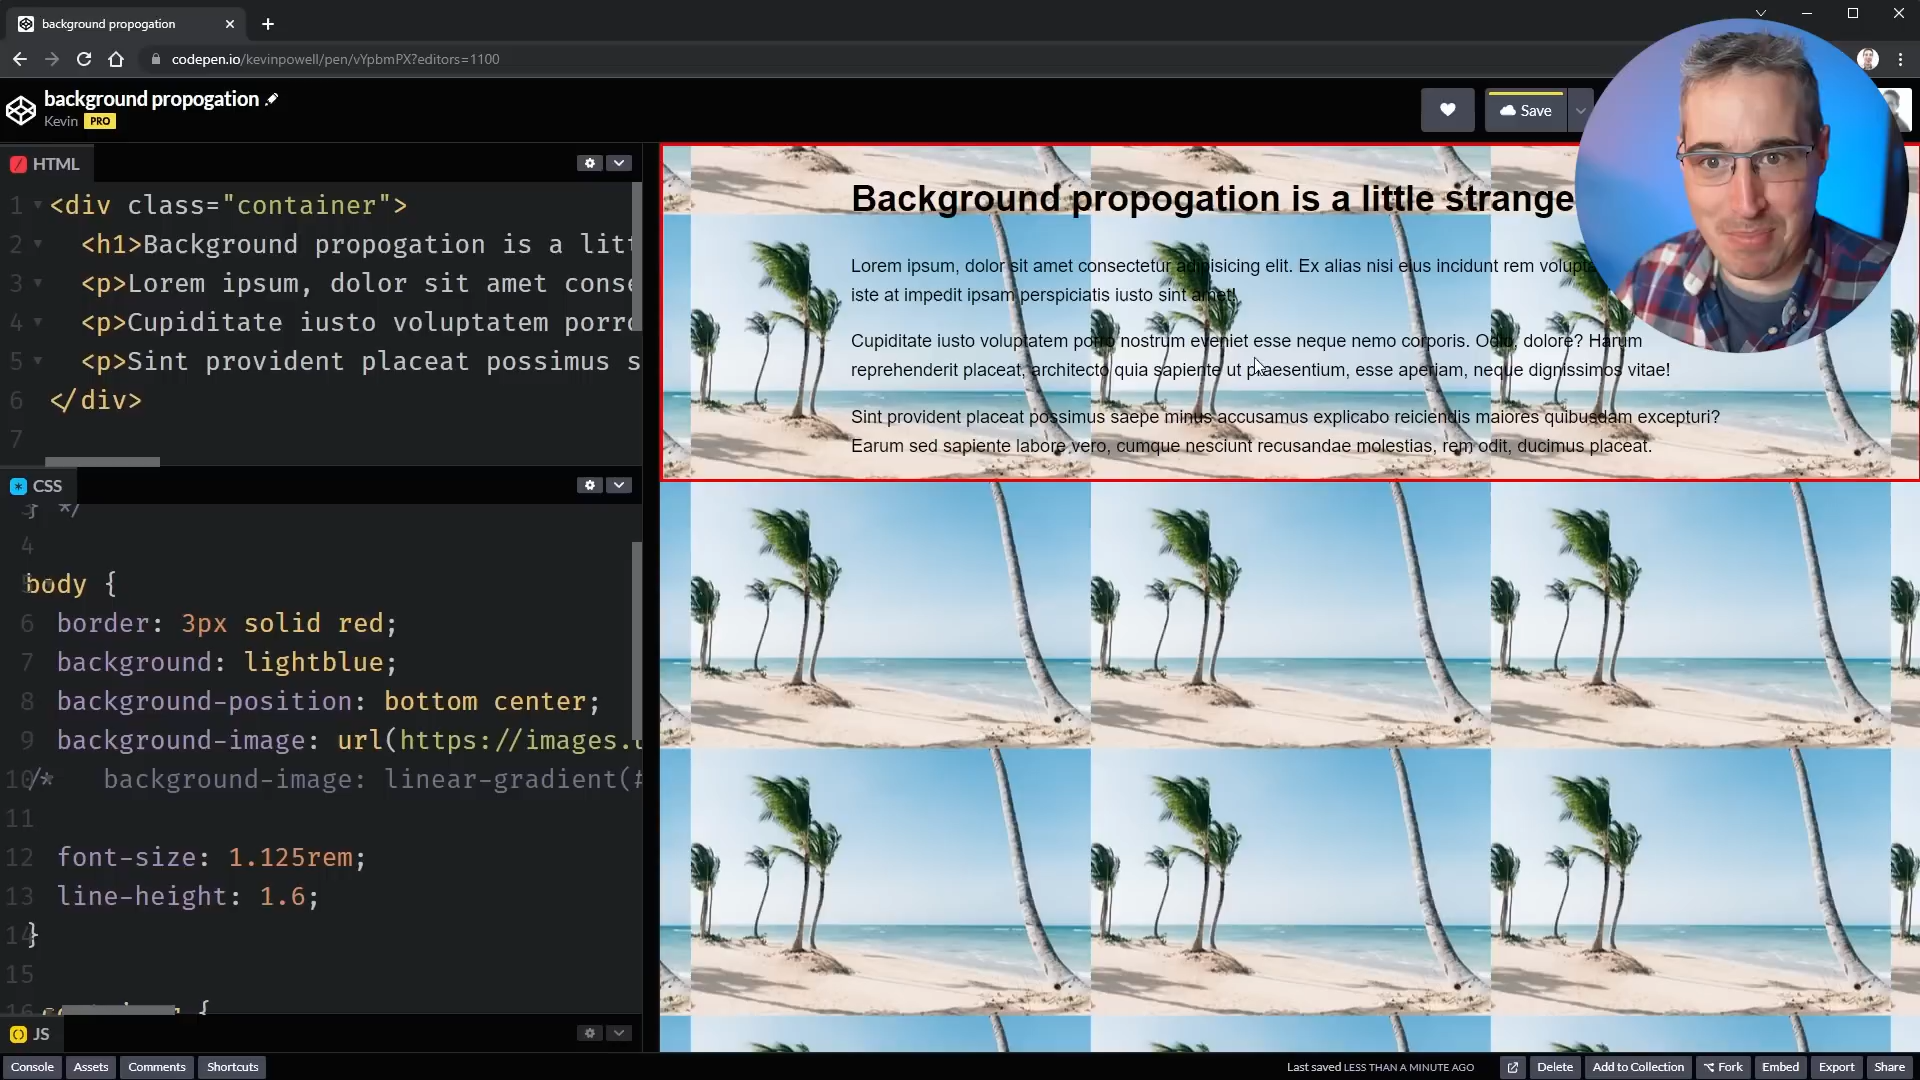 background propogation
codepen.io/kevinpowell/pen/vYpbmPX?editors=1100
background propogation
Kevin PRO
Save
HTML
1 <div class="container">
2 <h1>Background propogation is a litt
3 <p>Lorem ipsum, dolor sit amet conse
4 <p>Cupiditate iusto voluptatem porro
5 <p>Sint provident placeat possimus s
6 </div>
7
CSS
3 } */
4
5 body {
6 border: 3px solid red;
7 background: lightblue;
8 background-position: bottom center;
9 background-image: url(https://images.
10 /* background-image: linear-gradient(#
11
12 font-size: 1.125rem;
13 line-height: 1.6;
14 }
15
16 {
JS
Background propogation is a little strange
Lorem ipsum, dolor sit amet consectetur adipisicing elit. Ex alias nisi eius incidunt rem
iste at impedit ipsam perspiciatis iusto sint amet!
Cupiditate iusto voluptatem porro nostrum eveniet esse neque nemo corporis. Odio, dolore? Harum
reprehenderit placeat, architecto quia sapiente ut praesentium, esse aperiam, neque dignissimos vitae!
Sint provident placeat possimus saepe minus accusamus explicabo reiciendis maiores quibusdam excepturi?
Earum sed sapiente labore vero, cumque nesciunt recusandae molestias, rem odit, ducimus placeat.
Console Assets Comments Shortcuts
Last saved LESS THAN A MINUTE AGO
Delete Add to Collection Fork Embed Export Share